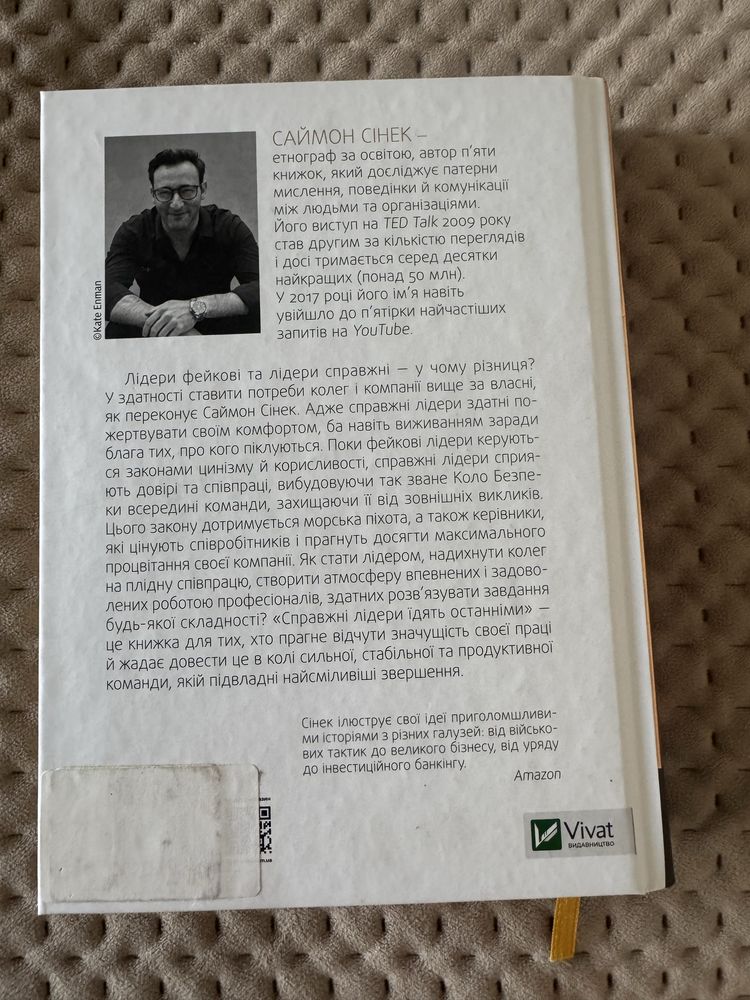 ©Kate Enman
САЙМОН СІНЕК –
етнограф за освітою, автор п’яти
книжок, який досліджує патерни
мислення, поведінки й комунікації
між людьми та організаціями.
Його виступ на TED Talk 2009 року
став другим за кількістю переглядів
і досі тримається серед десятки
найкращих (понад 50 млн).
У 2017 році його ім’я навіть
увійшло до п’ятірки найчастіших
запитів на YouTube.
Лідери фейкові та лідери справжні – у чому різниця?
У здатності ставити потреби колег і компанії вище за власні,
як переконує Саймон Сінек. Адже справжні лідери здатні по-
жертвувати своїм комфортом, ба навіть виживанням заради
блага тих, про кого піклуються. Поки фейкові лідери керують-
ся законами цинізму й корисливості, справжні лідери сприя-
ють довірі та співпраці, вибудовуючи так зване Коло Безпе-
ки всередині команди, захищаючи її від зовнішніх викликів.
Цього закону дотримується морська піхота, а також керівники,
які цінують співробітників і прагнуть досягти максимального
процвітання своєї компанії. Як стати лідером, надихнути колег
на плідну співпрацю, створити атмосферу впевнених і задово-
лених роботою професіоналів, здатних розв’язувати завдання
будь-якої складності? «Справжні лідери їдять останніми» –
це книжка для тих, хто прагне відчути значущість своєї праці
й жадає довести це в колі сильної, стабільної та продуктивної
команди, якій підвладні найсміливіші звершення.
Сінек ілюструє свої ідеї приголомшливи-
ми історіями з різних галузей: від військо-
вих тактик до великого бізнесу, від уряду
до інвестиційного банкінгу.
Amazon
Vivat
ВИДАВНИЦТВО